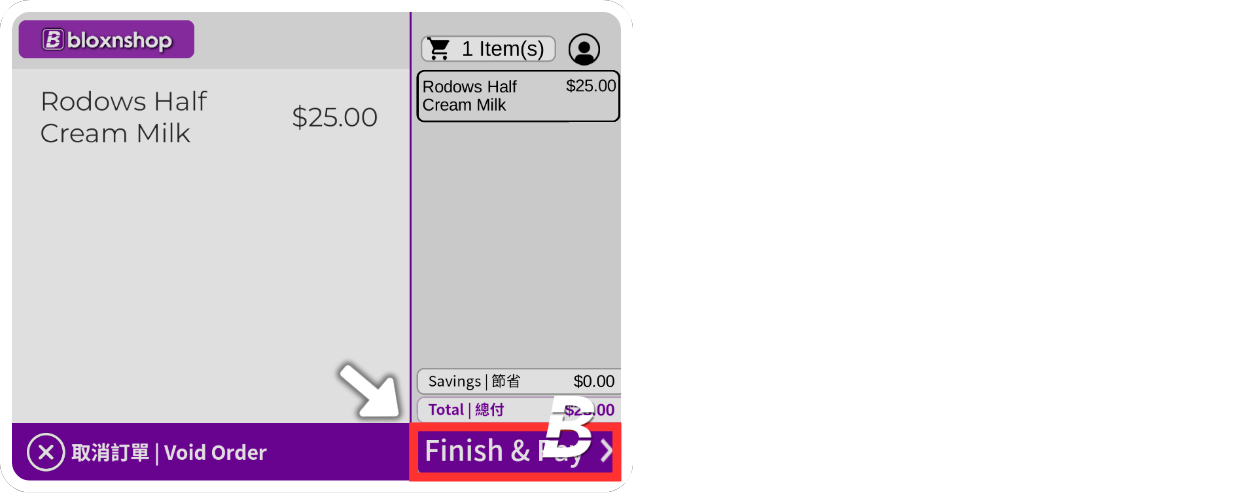 B bloxnshop
1 Item(s)
Rodows Half
Cream Milk
$25.00
Rodows Half
Cream Milk
$25.00
Savings | 節省
$0.00
Total | 總付
B
取消訂單 | Void Order
Finish &